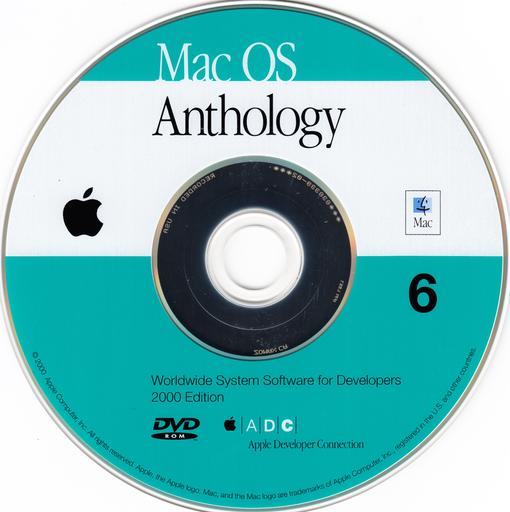 Mac OS
Anthology
Mac
6
Worldwide System Software for Developers
2000 Edition
DVD
ROM
ADC
Apple Developer Connection
© 2000, Apple Computer, Inc. All rights reserved. Apple, the Apple logo, Mac, and the Mac logo are trademarks of Apple Computer, Inc., registered in the U.S. and other countries.
RECORDED IN USA